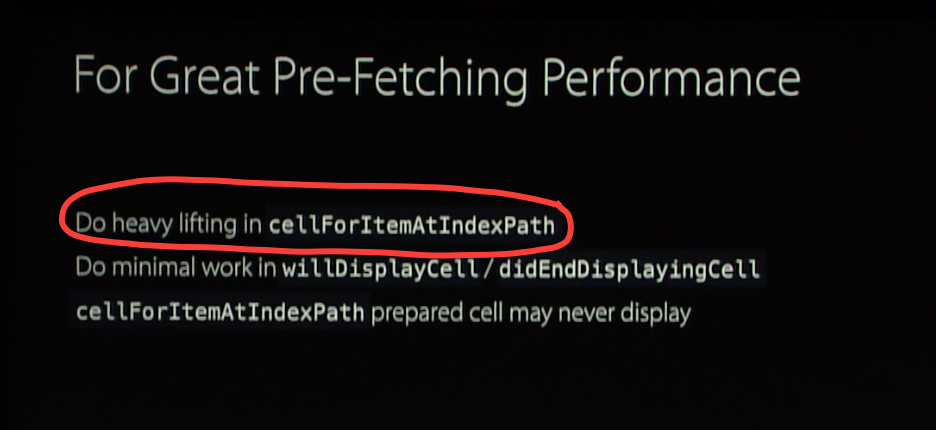 For Great Pre-Fetching Performance
Do heavy lifting in cellForItemAtIndexPath
Do minimal work in willDisplayCell/didEndDisplayingCell
cellForItemAtIndexPath prepared cell may never display